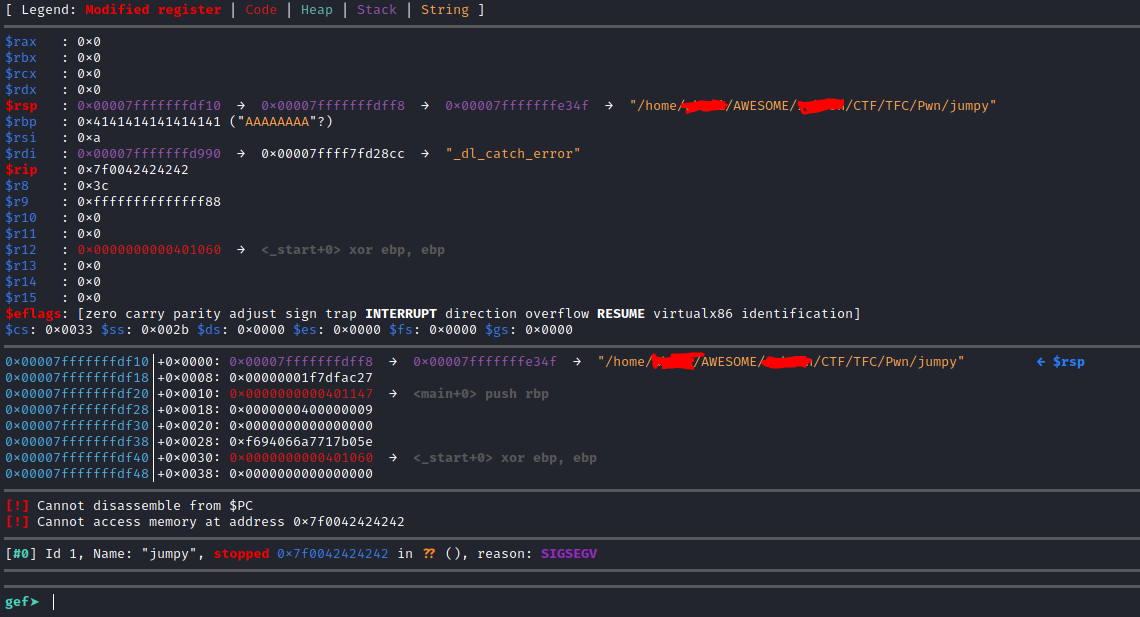 [ Legend: Modified register | Code | Heap | Stack | String ]
$rax : 0x0
$rbx : 0x0
$rcx : 0x0
$rdx : 0x0
$rsp : 0x00007fffffffdf10 → 0x00007fffffffdff8 → 0x00007fffffffe34f → "/home/ /AWESOME/ /CTF/TFC/Pwn/jumpy"
$rbp : 0x4141414141414141 ("AAAAAAAA"?)
$rsi : 0xa
$rdi : 0x00007fffffffd990 → 0x00007ffff7fd28cc → "_dl_catch_error"
$rip : 0x7f0042424242
$r8 : 0x3c
$r9 : 0xffffffffffffff88
$r10 : 0x0
$r11 : 0x0
$r12 : 0x0000000000401060 → <_start+0> xor ebp, ebp
$r13 : 0x0
$r14 : 0x0
$r15 : 0x0
$eflags: [zero carry parity adjust sign trap INTERRUPT direction overflow RESUME virtualx86 identification]
$cs: 0x0033 $ss: 0x002b $ds: 0x0000 $es: 0x0000 $fs: 0x0000 $gs: 0x0000
0x00007fffffffdf10│+0x0000: 0x00007fffffffdff8 → 0x00007fffffffe34f → "/home/ /AWESOME/ /CTF/TFC/Pwn/jumpy" ← $rsp
0x00007fffffffdf18│+0x0008: 0x00000001f7dfac27
0x00007fffffffdf20│+0x0010: 0x0000000000401147 → <main+0> push rbp
0x00007fffffffdf28│+0x0018: 0x0000000400000009
0x00007fffffffdf30│+0x0020: 0x0000000000000000
0x00007fffffffdf38│+0x0028: 0xf694066a7717b05e
0x00007fffffffdf40│+0x0030: 0x0000000000401060 → <_start+0> xor ebp, ebp
0x00007fffffffdf48│+0x0038: 0x0000000000000000
[!] Cannot disassemble from $PC
[!] Cannot access memory at address 0x7f0042424242
[#0] Id 1, Name: "jumpy", stopped 0x7f0042424242 in ?? (), reason: SIGSEGV
gef➤